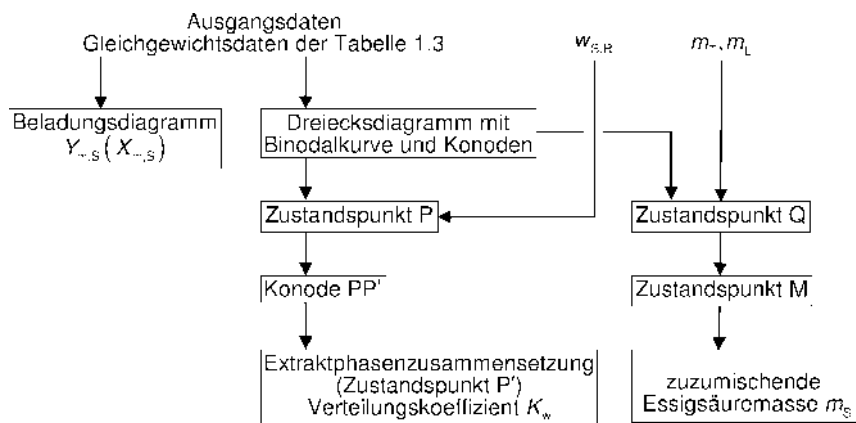 Ausgangsdaten
Gleichgewichtsdaten der Tabelle 1.3
w S,R
m T, m L
Beladungsdiagramm
Y T,S (X T,S)
Dreiecksdiagramm mit
Binodalkurve und Konoden
Zustandspunkt P
Zustandspunkt Q
Konode PP'
Zustandspunkt M
Extraktphasenzusammensetzung
(Zustandspunkt P')
Verteilungskoeffizient K w
zuzumischende
Essigsäuremasse m S